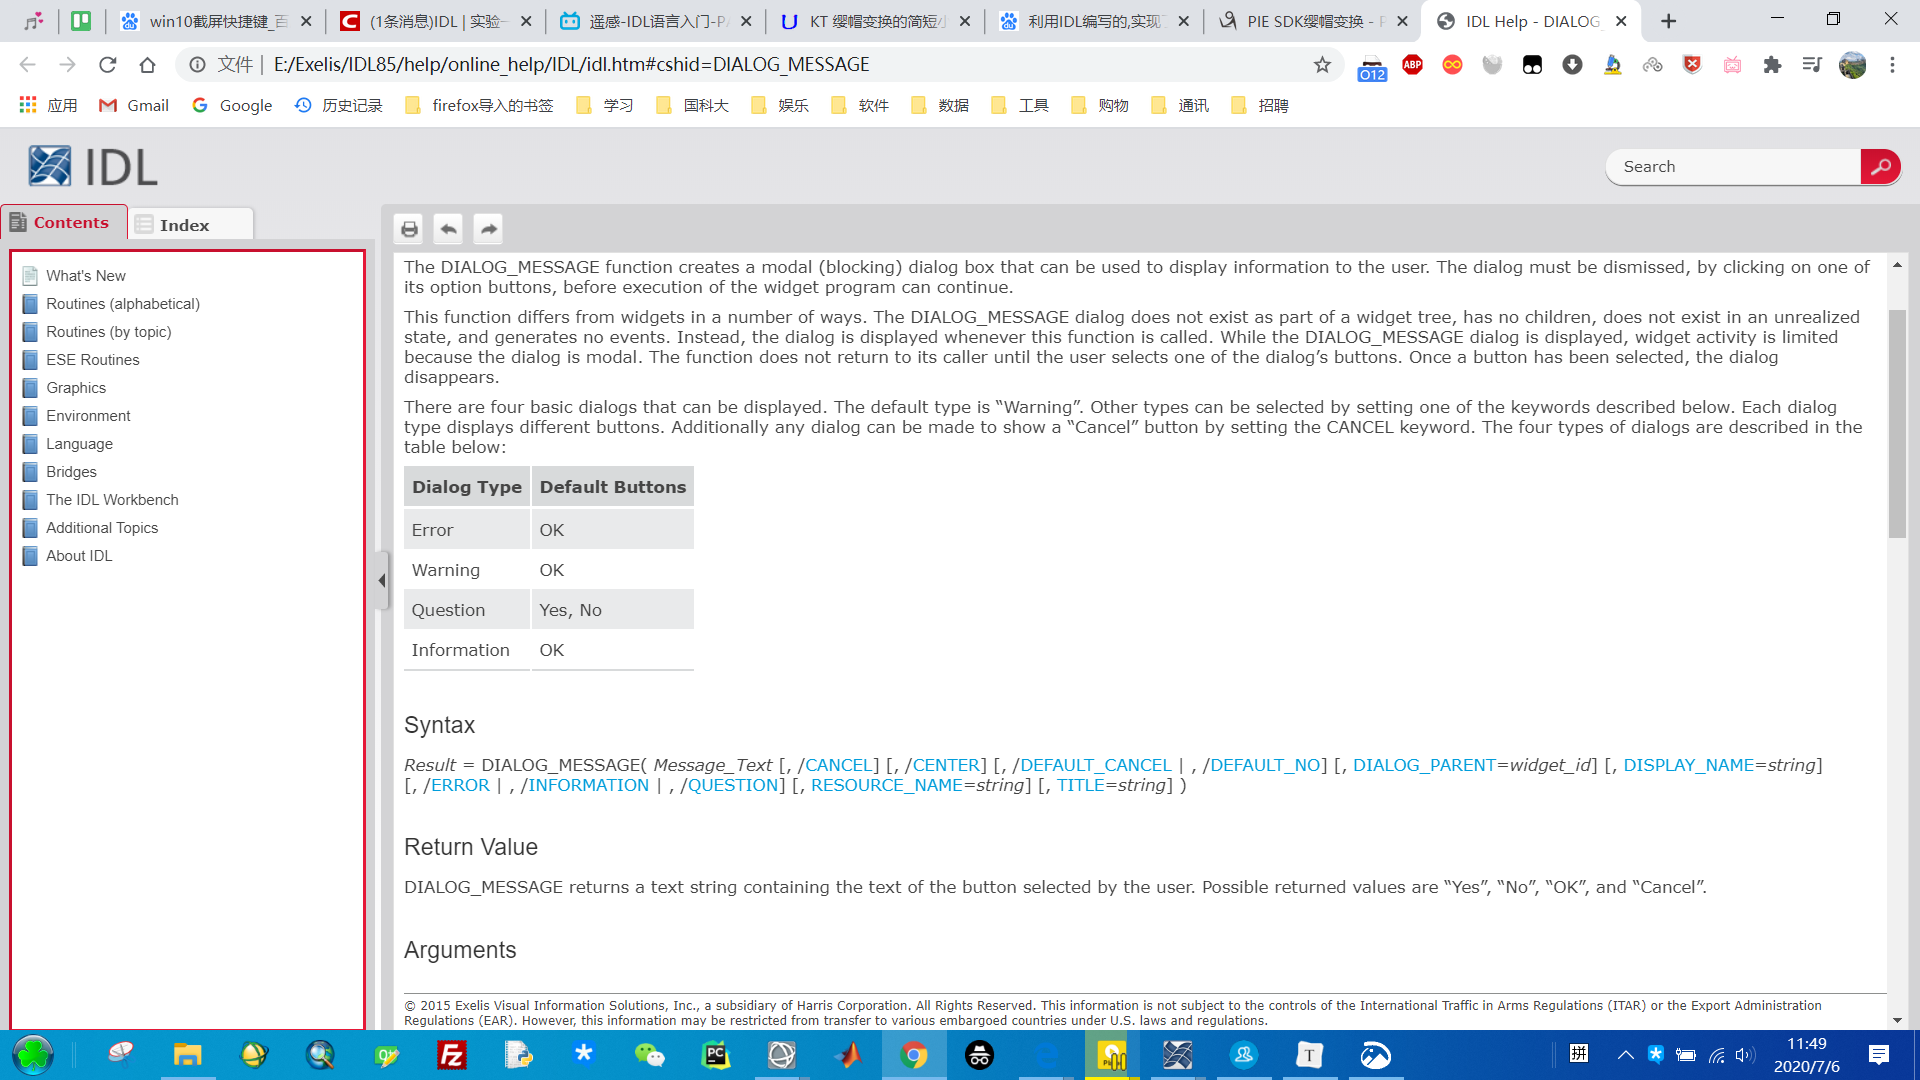 win10截屏快捷键_百
(1条消息)IDL | 实验一
遥感-IDL语言入门-PA
KT 缨帽变换的简短小
利用IDL编写的,实现了
PIE SDK缨帽变换 - P
IDL Help - DIALOG_
文件 | E:/Exelis/IDL85/help/online_help/IDL/idl.htm#cshid=DIALOG_MESSAGE
O12
ABP
应用 Gmail Google 历史记录 firefox导入的书签 学习 国科大 娱乐 软件 数据 工具 购物 通讯 招聘
IDL
Search
Contents
Index
What's New
Routines (alphabetical)
Routines (by topic)
ESE Routines
Graphics
Environment
Language
Bridges
The IDL Workbench
Additional Topics
About IDL
The DIALOG_MESSAGE function creates a modal (blocking) dialog box that can be used to display information to the user. The dialog must be dismissed, by clicking on one of
its option buttons, before execution of the widget program can continue.
This function differs from widgets in a number of ways. The DIALOG_MESSAGE dialog does not exist as part of a widget tree, has no children, does not exist in an unrealized
state, and generates no events. Instead, the dialog is displayed whenever this function is called. While the DIALOG_MESSAGE dialog is displayed, widget activity is limited
because the dialog is modal. The function does not return to its caller until the user selects one of the dialog’s buttons. Once a button has been selected, the dialog
disappears.
There are four basic dialogs that can be displayed. The default type is “Warning”. Other types can be selected by setting one of the keywords described below. Each dialog
type displays different buttons. Additionally any dialog can be made to show a “Cancel” button by setting the CANCEL keyword. The four types of dialogs are described in the
table below:
Dialog Type Default Buttons
Error OK
Warning OK
Question Yes, No
Information OK
Syntax
Result = DIALOG_MESSAGE( Message_Text [, /CANCEL] [, /CENTER] [, /DEFAULT_CANCEL | , /DEFAULT_NO] [, DIALOG_PARENT=widget_id] [, DISPLAY_NAME=string]
[, /ERROR | , /INFORMATION | , /QUESTION] [, RESOURCE_NAME=string] [, TITLE=string] )
Return Value
DIALOG_MESSAGE returns a text string containing the text of the button selected by the user. Possible returned values are “Yes”, “No”, “OK”, and “Cancel”.
Arguments
© 2015 Exelis Visual Information Solutions, Inc., a subsidiary of Harris Corporation. All Rights Reserved. This information is not subject to the controls of the International Traffic in Arms Regulations (ITAR) or the Export Administration
Regulations (EAR). However, this information may be restricted from transfer to various embargoed countries under U.S. laws and regulations.
拼
11:49
2020/7/6